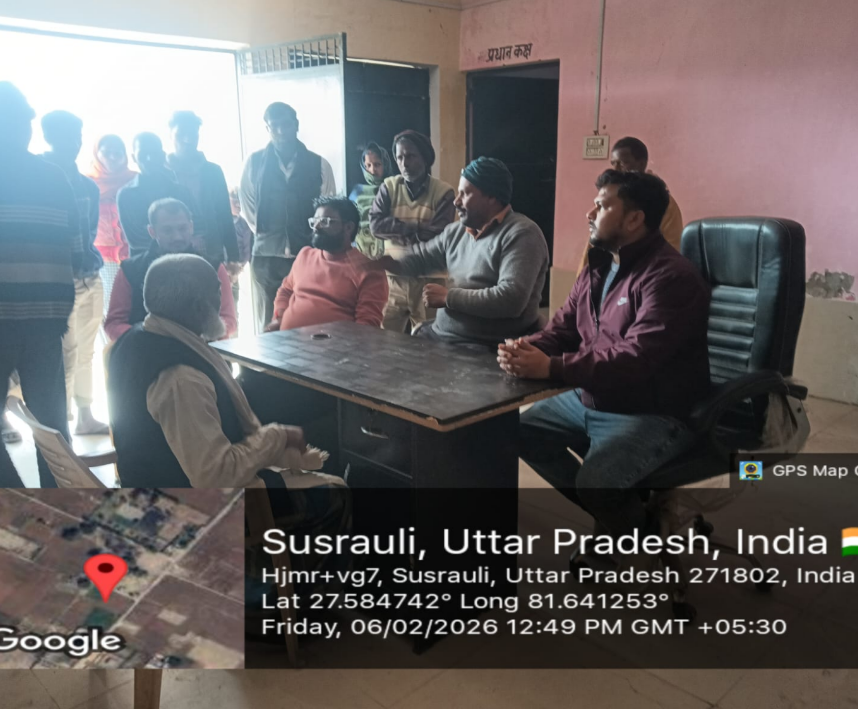 प्रधान कक्ष
GPS Map C
Google
Susrauli, Uttar Pradesh, India
Hjmr+vg7, Susrauli, Uttar Pradesh 271802, India
Lat 27.584742° Long 81.641253°
Friday, 06/02/2026 12:49 PM GMT +05:30